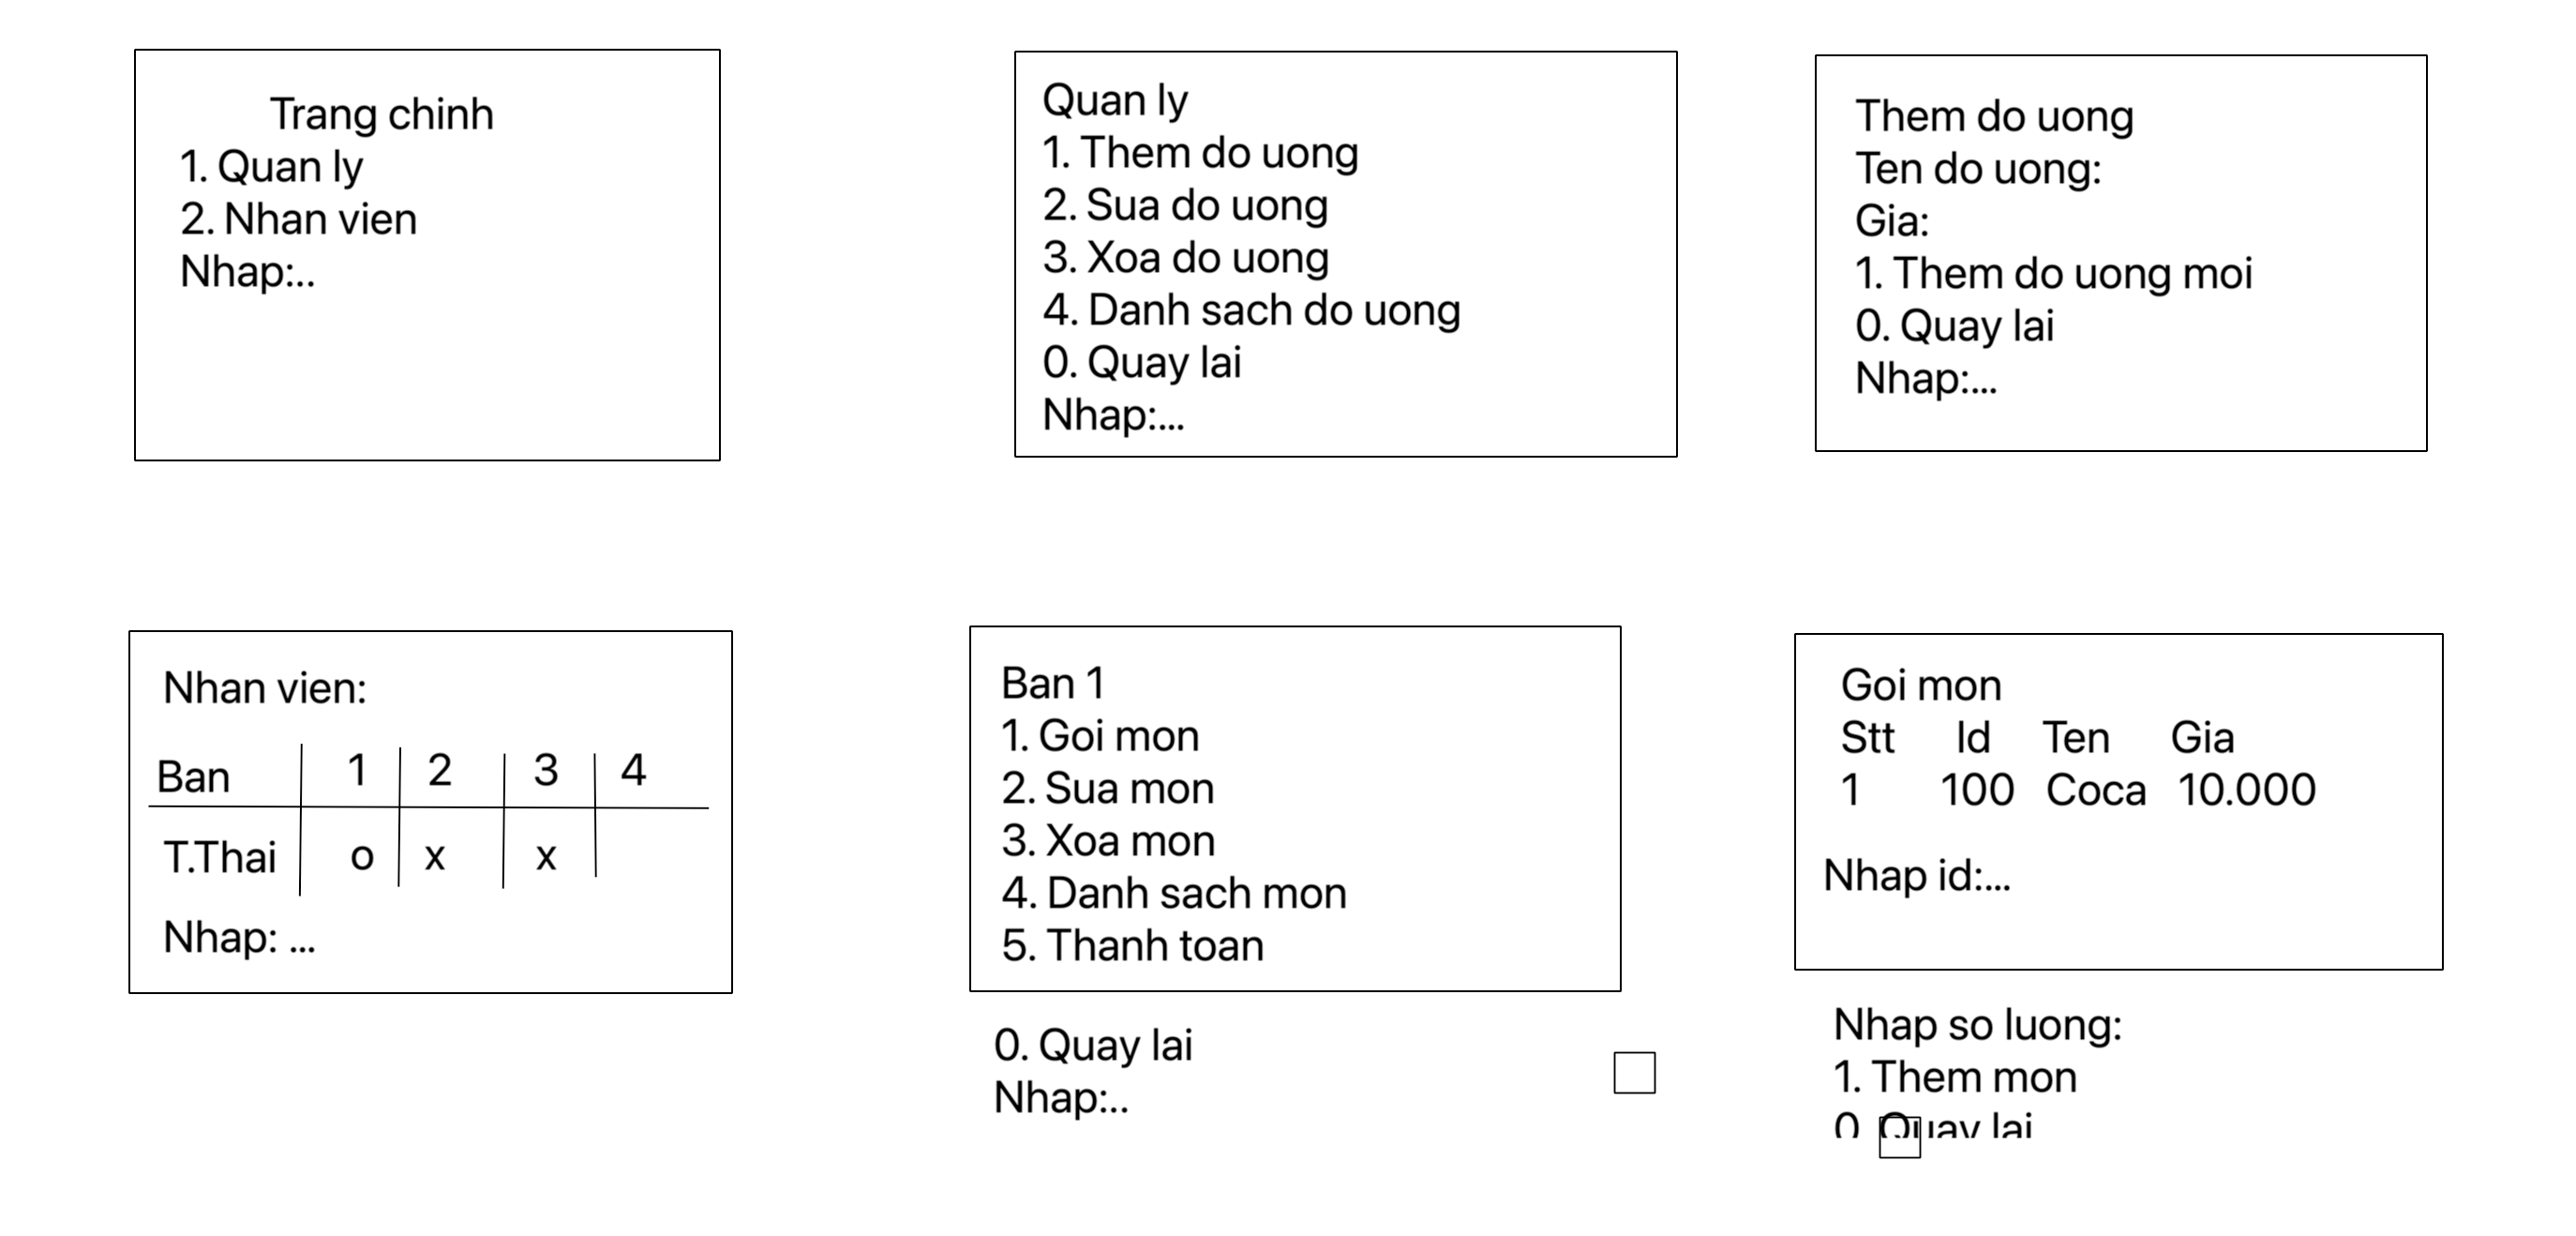 Trang chinh
1. Quan ly
2. Nhan vien
Nhap:..
Quan ly
1. Them do uong
2. Sua do uong
3. Xoa do uong
4. Danh sach do uong
0. Quay lai
Nhap:...
Them do uong
Ten do uong:
Gia:
1. Them do uong moi
0. Quay lai
Nhap:...
Nhan vien:
Ban 1 2 3 4
T.Thai o x x
Nhap: ...
Ban 1
1. Goi mon
2. Sua mon
3. Xoa mon
4. Danh sach mon
5. Thanh toan
0. Quay lai
Nhap:..
Goi mon
Stt Id Ten Gia
1 100 Coca 10.000
Nhap id:...
Nhap so luong:
1. Them mon
0. Quay lai